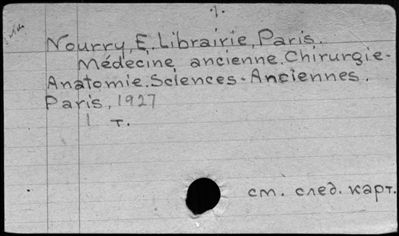 Nourry, E. Librairie, Paris.
Médecine ancienne. Chirurgie-
Anatomie. Sciences-Anciennes.
Paris, 1927
1 т.
см. след. карт.